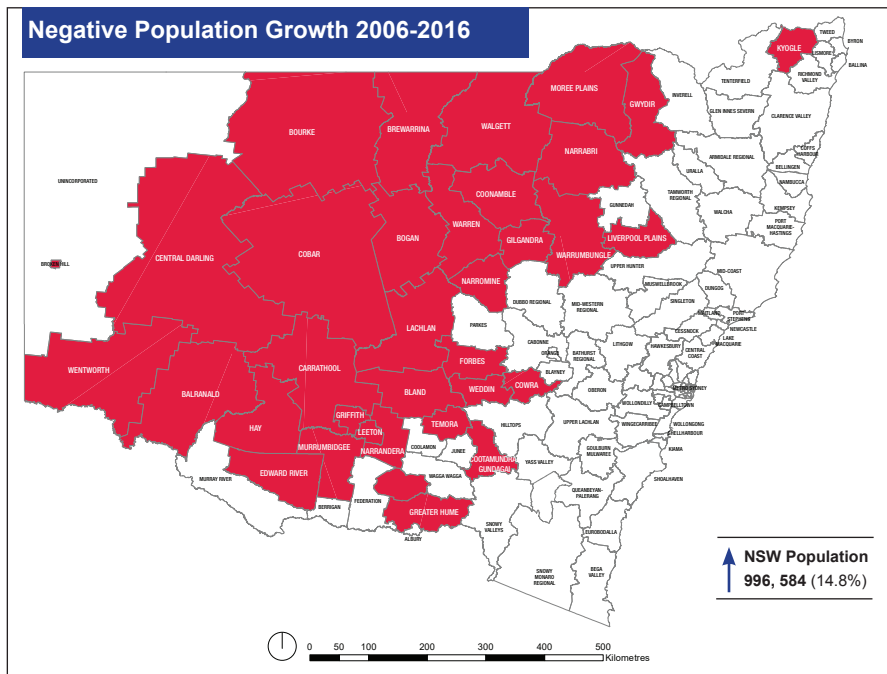 Negative Population Growth 2006-2016
KYOGLE
TWEED
BYRON
LISMORE
BALLINA
RICHMOND
VALLEY
TENTERFIELD
INVERELL
MOREE PLAINS
GWYDIR
GLEN INNES SEVERN
CLARENCE VALLEY
BOURKE
BREWARRINA
WALGETT
NARRABRI
COFFS
HARBOUR
ARMIDALE REGIONAL
BELLINGEN
URALLA
NAMBUCCA
UNINCORPORATED
COONAMBLE
GUNNEDAH
TAMWORTH
REGIONAL
WALCHA
KEMPSEY
PORT
MACQUARIE-
HASTINGS
WARREN
BOGAN
GILGANDRA
LIVERPOOL PLAINS
WARRUMBUNGLE
COBAR
CENTRAL DARLING
BROKEN HILL
UPPER HUNTER
MID-COAST
NARROMINE
MUSWELLBROOK
DUNGOG
SINGLETON
DUBBO REGIONAL
MID-WESTERN
REGIONAL
MAITLAND
PORT
STEPHENS
NEWCASTLE
LACHLAN
PARKES
CESSNOCK
LAKE
MACQUARIE
CABONNE
LITHGOW
HAWKESBURY
CENTRAL
COAST
ORANGE
BATHURST
REGIONAL
FORBES
BLAYNEY
WENTWORTH
CARRATHOOL
BALRANALD
BLAND
WEDDIN
COWRA
OBERON
METRO SYDNEY
WOLLONDILLY
CAMPBELLTOWN
GRIFFITH
HAY
LEETON
TEMORA
HILLTOPS
UPPER LACHLAN
WINGECARRIBEE
WOLLONGONG
SHELLHARBOUR
KIAMA
MURRUMBIDGEE
NARRANDERA
COOLAMON
JUNEE
COOTAMUNDRA
GUNDAGAI
YASS VALLEY
GOULBURN
MULWAREE
SHOALHAVEN
EDWARD RIVER
MURRAY RIVER
WAGGA WAGGA
BERRIGAN
FEDERATION
GREATER HUME
ALBURY
QUEANBEYAN-
PALERANG
SNOWY
VALLEYS
EUROBODALLA
SNOWY
MONARO
REGIONAL
BEGA
VALLEY
NSW Population
996, 584 (14.8%)
0 50 100 200 300 400 500
Kilometres